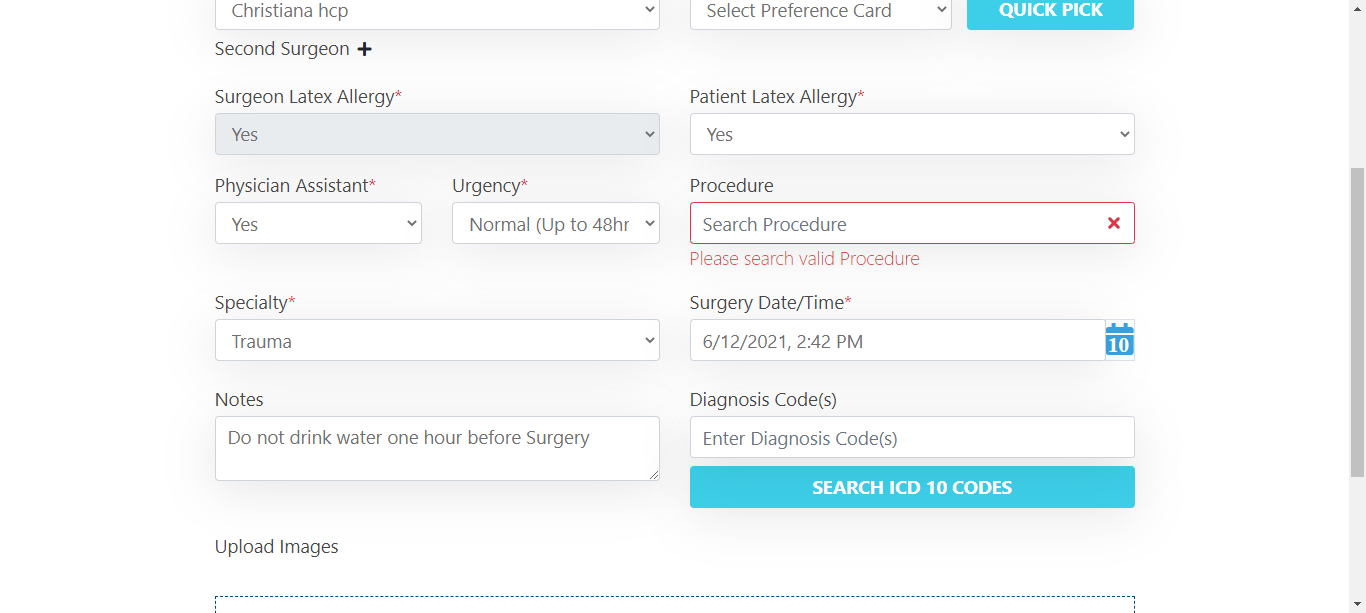 Christiana hcp
Select Preference Card
QUICK PICK
Second Surgeon
Surgeon Latex Allergy*
Patient Latex Allergy*
Yes
Yes
Physician Assistant*
Urgency*
Procedure
Yes
Normal (Up to 48hr
Search Procedure
Please search valid Procedure
Specialty*
Surgery Date/Time*
Trauma
6/12/2021, 2:42 PM
10
Notes
Diagnosis Code(s)
Do not drink water one hour before Surgery
Enter Diagnosis Code(s)
SEARCH ICD 10 CODES
Upload Images